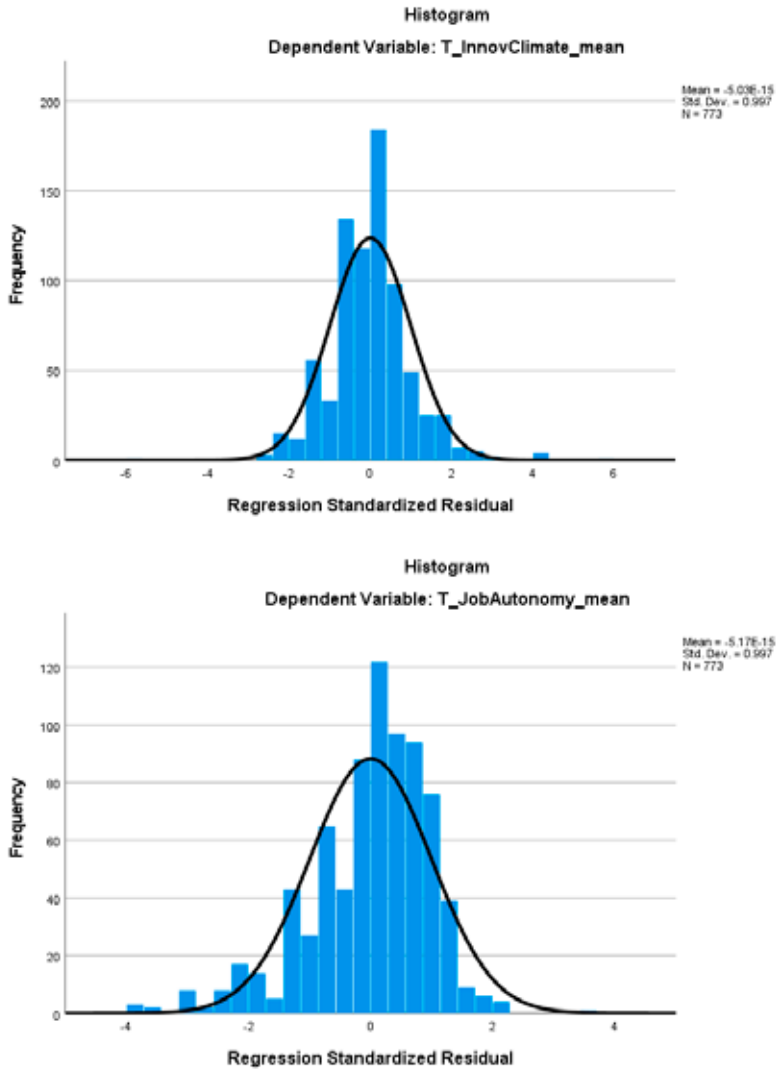 Histogram
Dependent Variable: T_InnovClimate_mean
Mean = -5.03E-15
Std. Dev. = 0.997
N = 773
200
150
100
50
0
Frequency
-6 -4 -2 0 2 4 6
Regression Standardized Residual
Histogram
Dependent Variable: T_JobAutonomy_mean
Mean = -5.17E-15
Std. Dev. = 0.997
N = 773
120
100
80
60
40
20
0
Frequency
-4 -2 0 2 4
Regression Standardized Residual